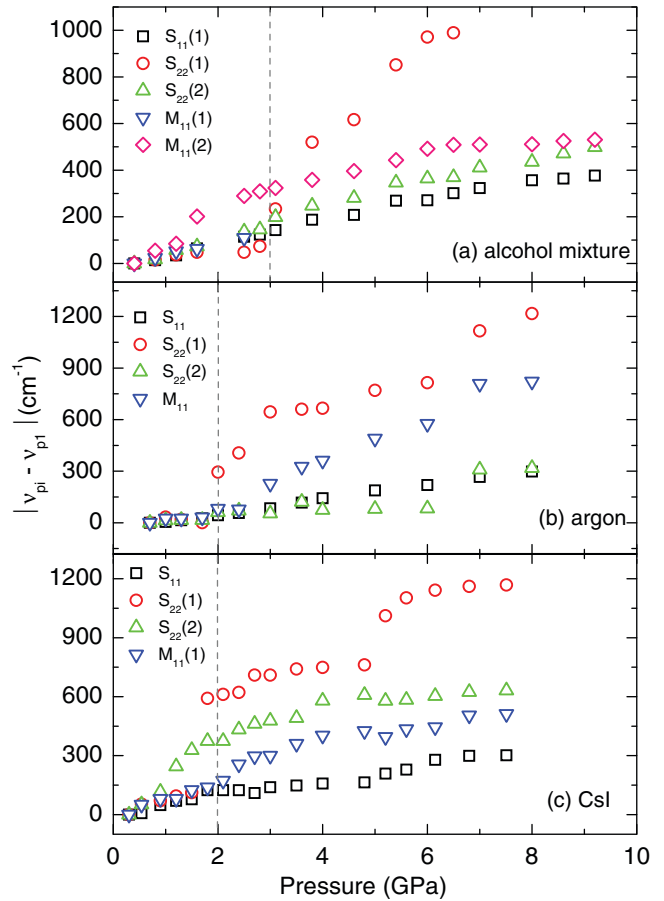 1000
800
600
400
200
0
S₁₁(1)
S₂₂(1)
S₂₂(2)
M₁₁(1)
M₁₁(2)
(a) alcohol mixture
| ν_pi - ν_p1 | (cm⁻¹)
1200
900
600
300
0
S₁₁
S₂₂(1)
S₂₂(2)
M₁₁
(b) argon
1200
900
600
300
0
S₁₁
S₂₂(1)
S₂₂(2)
M₁₁(1)
(c) CsI
0 2 4 6 8 10
Pressure (GPa)